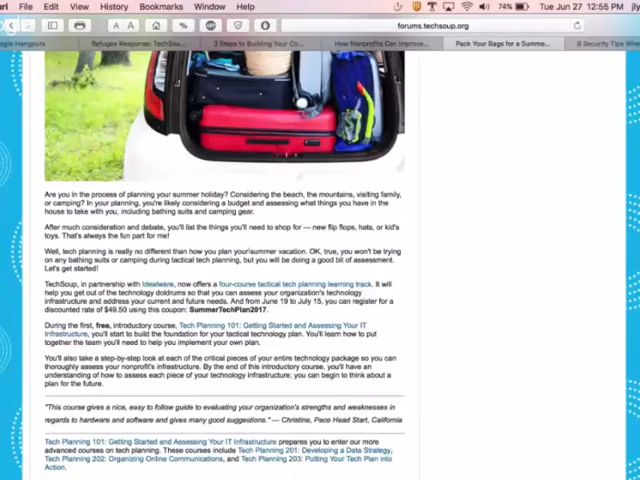 ari File Edit View History Bookmarks Window Help 74% Tue Jun 27 12:55 PM jly
A A ABP forums.techsoup.org
ogle Hangouts Refugee Response: TechSou... 3 Steps to Building Your Co... How Nonprofits Can Improve... Pack Your Bags for a Summe... 8 Security Tips Whe
Are you in the process of planning your summer holiday? Considering the beach, the mountains, visiting family,
or camping? In your planning, you're likely considering a budget and assessing what things you have in the
house to take with you, including bathing suits and camping gear.
After much consideration and debate, you'll list the things you'll need to shop for — new flip flops, hats, or kid's
toys. That's always the fun part for me!
Well, tech planning is really no different than how you plan your summer vacation. OK, true, you won't be trying
on any bathing suits or camping during tactical tech planning, but you will be doing a good bit of assessment.
Let's get started!
TechSoup, in partnership with Idealware, now offers a four-course tactical tech planning learning track. It will
help you get out of the technology doldrums so that you can assess your organization's technology
infrastructure and address your current and future needs. And from June 19 to July 15, you can register for a
discounted rate of $49.50 using this coupon: SummerTechPlan2017.
During the first, free, introductory course, Tech Planning 101: Getting Started and Assessing Your IT
Infrastructure, you'll start to build the foundation for your tactical technology plan. You'll learn how to put
together the team you'll need to help you implement your own plan.
You'll also take a step-by-step look at each of the critical pieces of your entire technology package so you can
thoroughly assess your nonprofit's infrastructure. By the end of this introductory course, you'll have an
understanding of how to assess each piece of your technology infrastructure; you can begin to think about a
plan for the future.
"This course gives a nice, easy to follow guide to evaluating your organization's strengths and weaknesses in
regards to hardware and software and gives many good suggestions." — Christine, Pace Head Start, California
Tech Planning 101: Getting Started and Assessing Your IT Infrastructure prepares you to enter our more
advanced courses on tech planning. These courses include Tech Planning 201: Developing a Data Strategy,
Tech Planning 202: Organizing Online Communications, and Tech Planning 203: Putting Your Tech Plan into
Action.